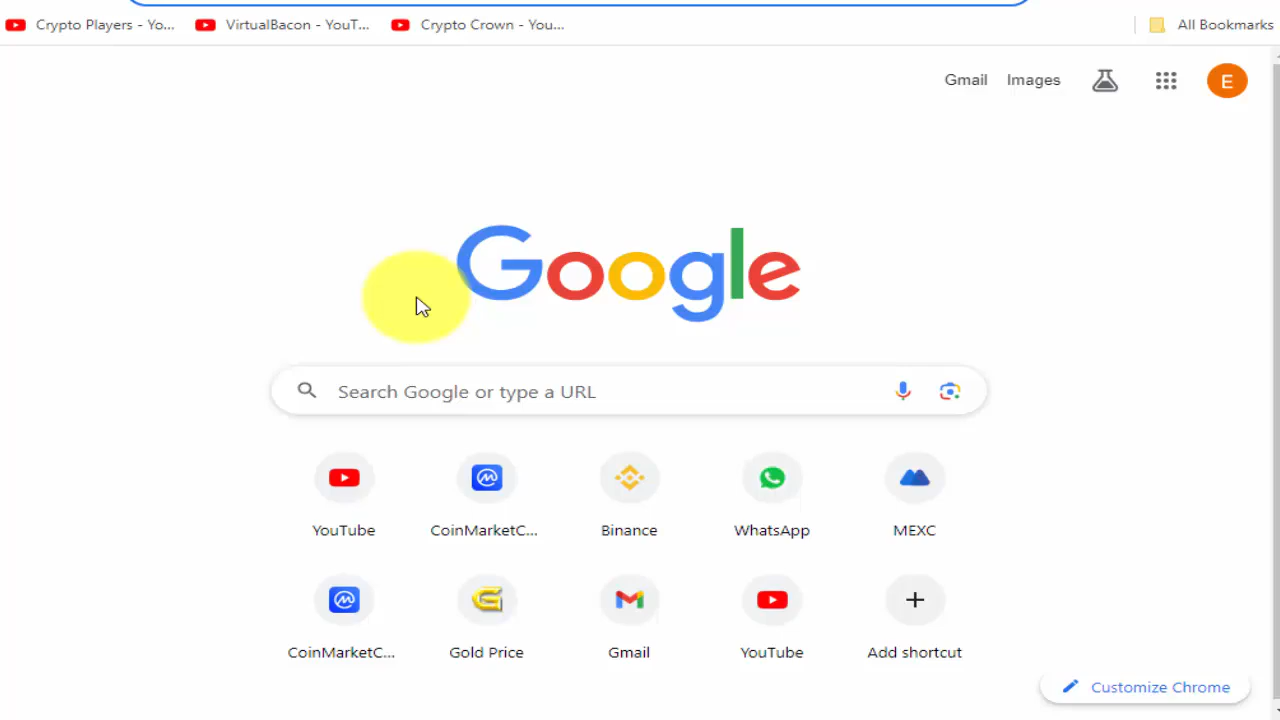 Crypto Players - Yo... VirtualBacon - YouT... Crypto Crown - You... All Bookmarks
Gmail Images E
Google
Search Google or type a URL
YouTube CoinMarketC... Binance WhatsApp MEXC
CoinMarketC... Gold Price Gmail YouTube Add shortcut
Customize Chrome